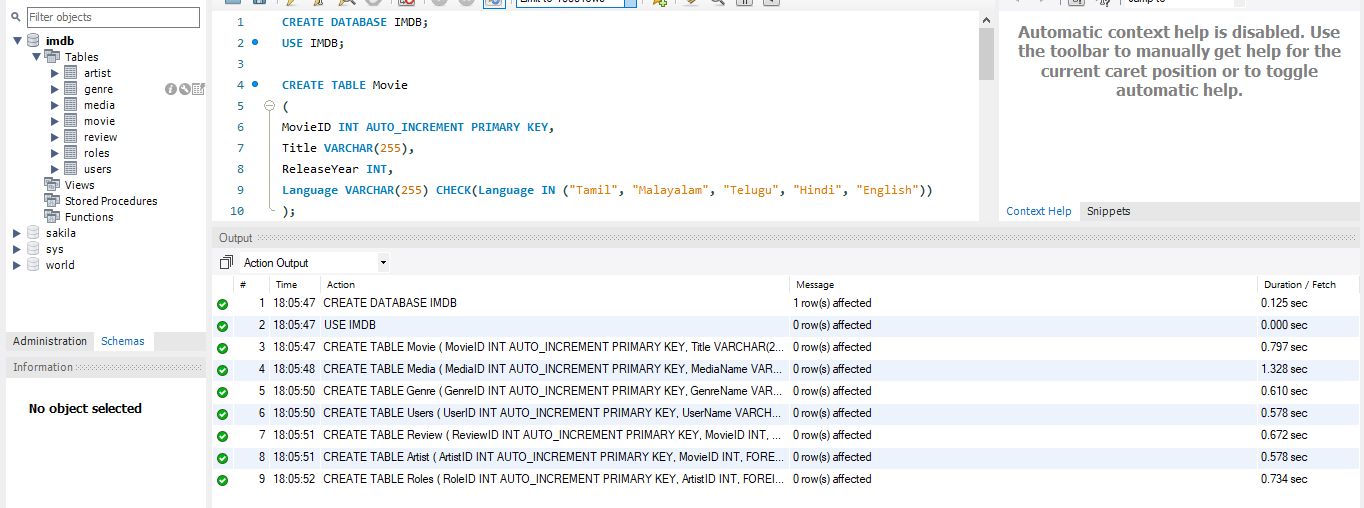 Filter objects
imdb
Tables
artist
genre
media
movie
review
roles
users
Views
Stored Procedures
Functions
sakila
sys
world
Administration Schemas
Information
No object selected
1 CREATE DATABASE IMDB;
2 USE IMDB;
4 CREATE TABLE Movie
5 (
6 MovieID INT AUTO_INCREMENT PRIMARY KEY,
7 Title VARCHAR(255),
8 ReleaseYear INT,
9 Language VARCHAR(255) CHECK(Language IN ("Tamil", "Malayalam", "Telugu", "Hindi", "English"))
10 );
Automatic context help is disabled. Use
the toolbar to manually get help for the
current caret position or to toggle
automatic help.
Context Help Snippets
Output
Action Output
# Time Action Message Duration / Fetch
1 18:05:47 CREATE DATABASE IMDB 1 row(s) affected 0.125 sec
2 18:05:47 USE IMDB 0 row(s) affected 0.000 sec
3 18:05:47 CREATE TABLE Movie ( MovieID INT AUTO_INCREMENT PRIMARY KEY, Title VARCHAR(2... 0 row(s) affected 0.797 sec
4 18:05:48 CREATE TABLE Media ( MediaID INT AUTO_INCREMENT PRIMARY KEY, MediaName VAR... 0 row(s) affected 1.328 sec
5 18:05:50 CREATE TABLE Genre ( GenreID INT AUTO_INCREMENT PRIMARY KEY, GenreName VAR... 0 row(s) affected 0.610 sec
6 18:05:50 CREATE TABLE Users ( UserID INT AUTO_INCREMENT PRIMARY KEY, UserName VARCH... 0 row(s) affected 0.578 sec
7 18:05:51 CREATE TABLE Review ( ReviewID INT AUTO_INCREMENT PRIMARY KEY, MovieID INT, ... 0 row(s) affected 0.672 sec
8 18:05:51 CREATE TABLE Artist ( ArtistID INT AUTO_INCREMENT PRIMARY KEY, MovieID INT, FORE... 0 row(s) affected 0.578 sec
9 18:05:52 CREATE TABLE Roles ( RoleID INT AUTO_INCREMENT PRIMARY KEY, ArtistID INT, FOREI... 0 row(s) affected 0.734 sec